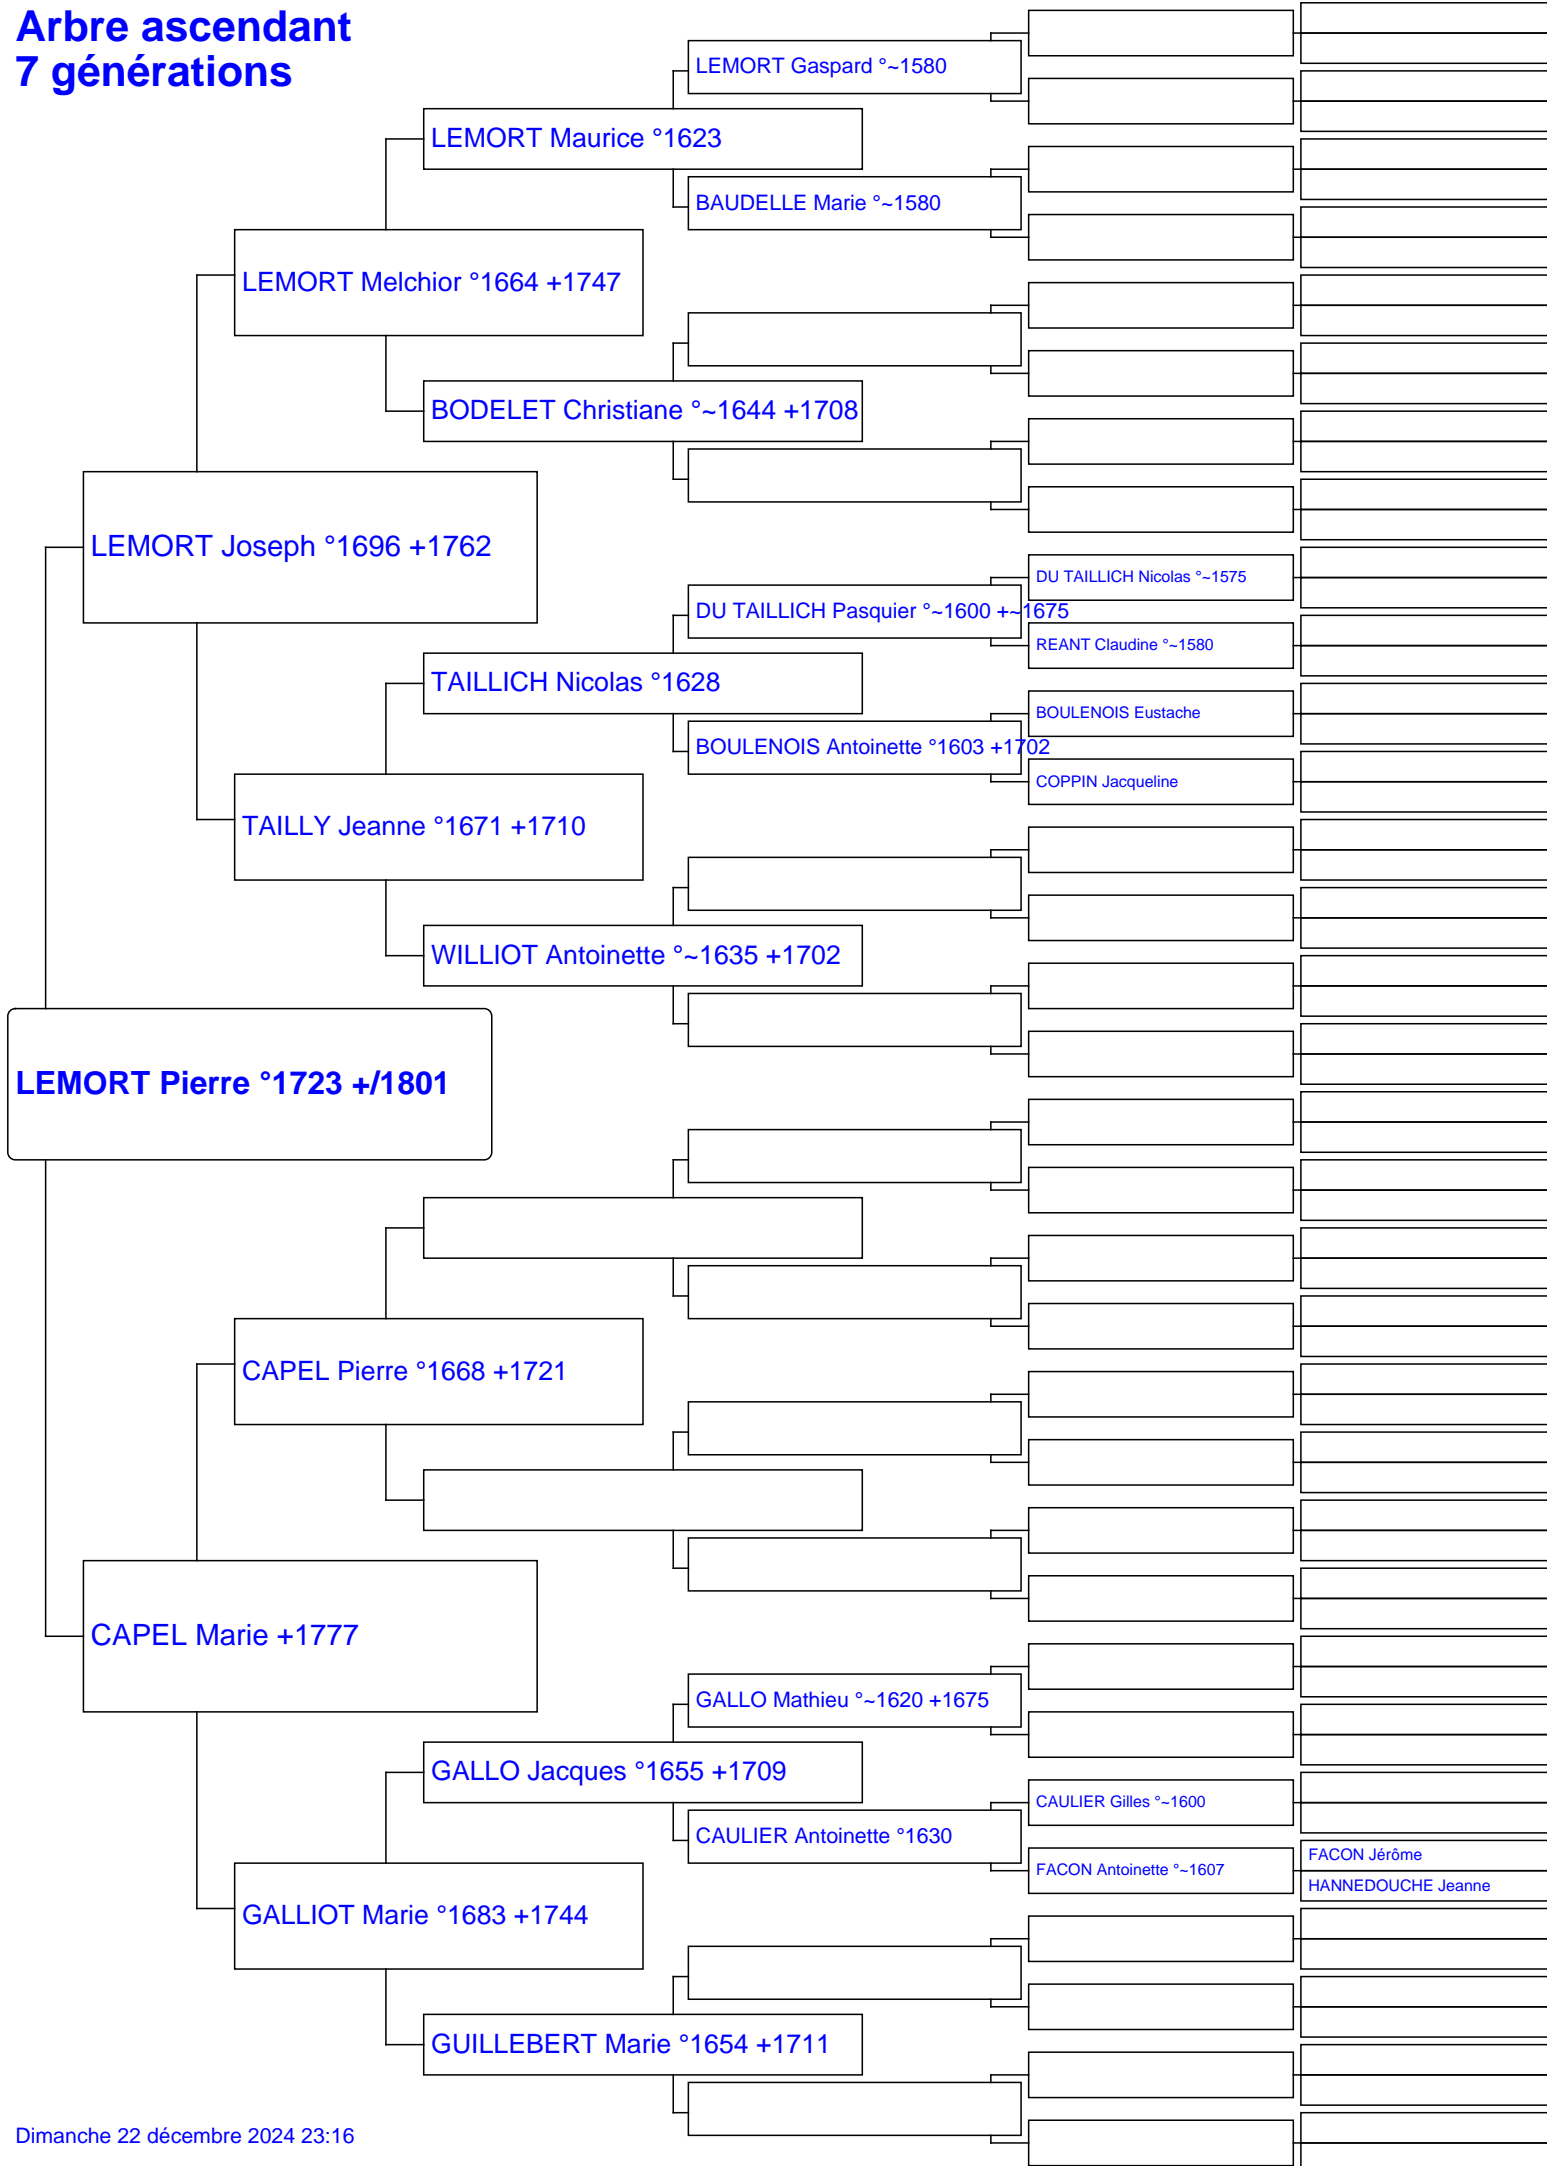 Arbre ascendant
7 générations
LEMORT Gaspard °~1580
LEMORT Maurice °1623
BAUDELLE Marie °~1580
LEMORT Melchior °1664 +1747
BODELET Christiane °~1644 +1708
LEMORT Joseph °1696 +1762
DU TAILLICH Nicolas °~1575
DU TAILLICH Pasquier °~1600 +~1675
REANT Claudine °~1580
TAILLICH Nicolas °1628
BOULENOIS Eustache
BOULENOIS Antoinette °1603 +1702
COPPIN Jacqueline
TAILLY Jeanne °1671 +1710
WILLIOT Antoinette °~1635 +1702
LEMORT Pierre °1723 +/1801
CAPEL Pierre °1668 +1721
CAPEL Marie +1777
GALLO Mathieu °~1620 +1675
GALLO Jacques °1655 +1709
CAULIER Gilles °~1600
CAULIER Antoinette °1630
FACON Jérôme
FACON Antoinette °~1607
HANNEDOUCHE Jeanne
GALLIOT Marie °1683 +1744
GUILLEBERT Marie °1654 +1711
Dimanche 22 décembre 2024 23:16